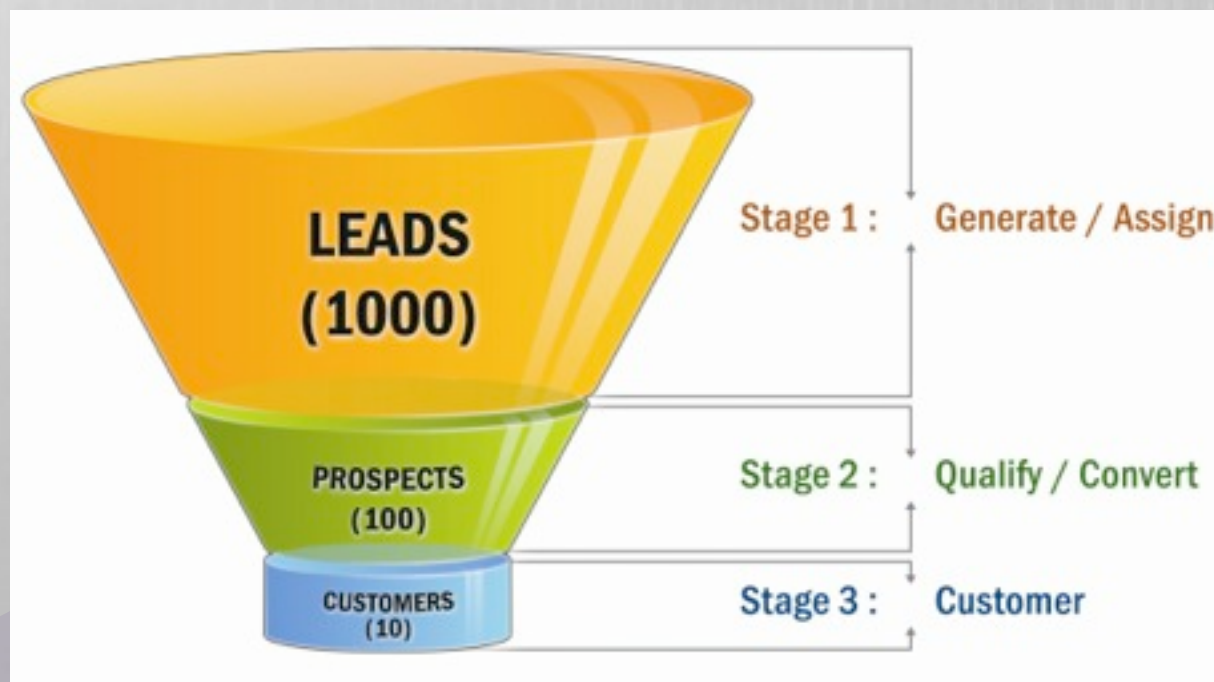 LEADS
(1000)
Stage 1 : Generate / Assign
PROSPECTS
(100)
Stage 2 : Qualify / Convert
CUSTOMERS
(10)
Stage 3 : Customer